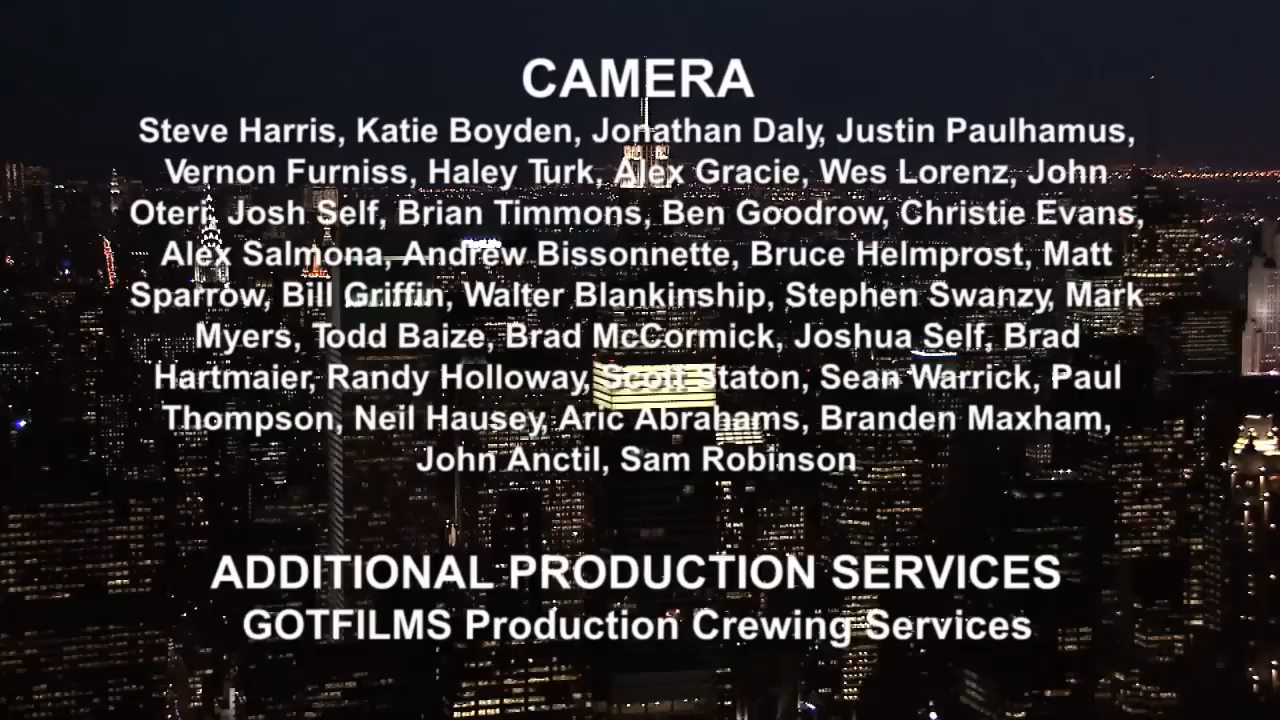 CAMERA
Steve Harris, Katie Boyden, Jonathan Daly, Justin Paulhamus,
Vernon Furniss, Haley Turk, Alex Gracie, Wes Lorenz, John
Oteri, Josh Self, Brian Timmons, Ben Goodrow, Christie Evans,
Alex Salmona, Andrew Bissonnette, Bruce Helmprost, Matt
Sparrow, Bill Griffin, Walter Blankinship, Stephen Swanzy, Mark
Myers, Todd Baize, Brad McCormick, Joshua Self, Brad
Hartmaier, Randy Holloway, Scott Staton, Sean Warrick, Paul
Thompson, Neil Hausey, Aric Abrahams, Branden Maxham,
John Anctil, Sam Robinson
ADDITIONAL PRODUCTION SERVICES
GOTFILMS Production Crewing Services